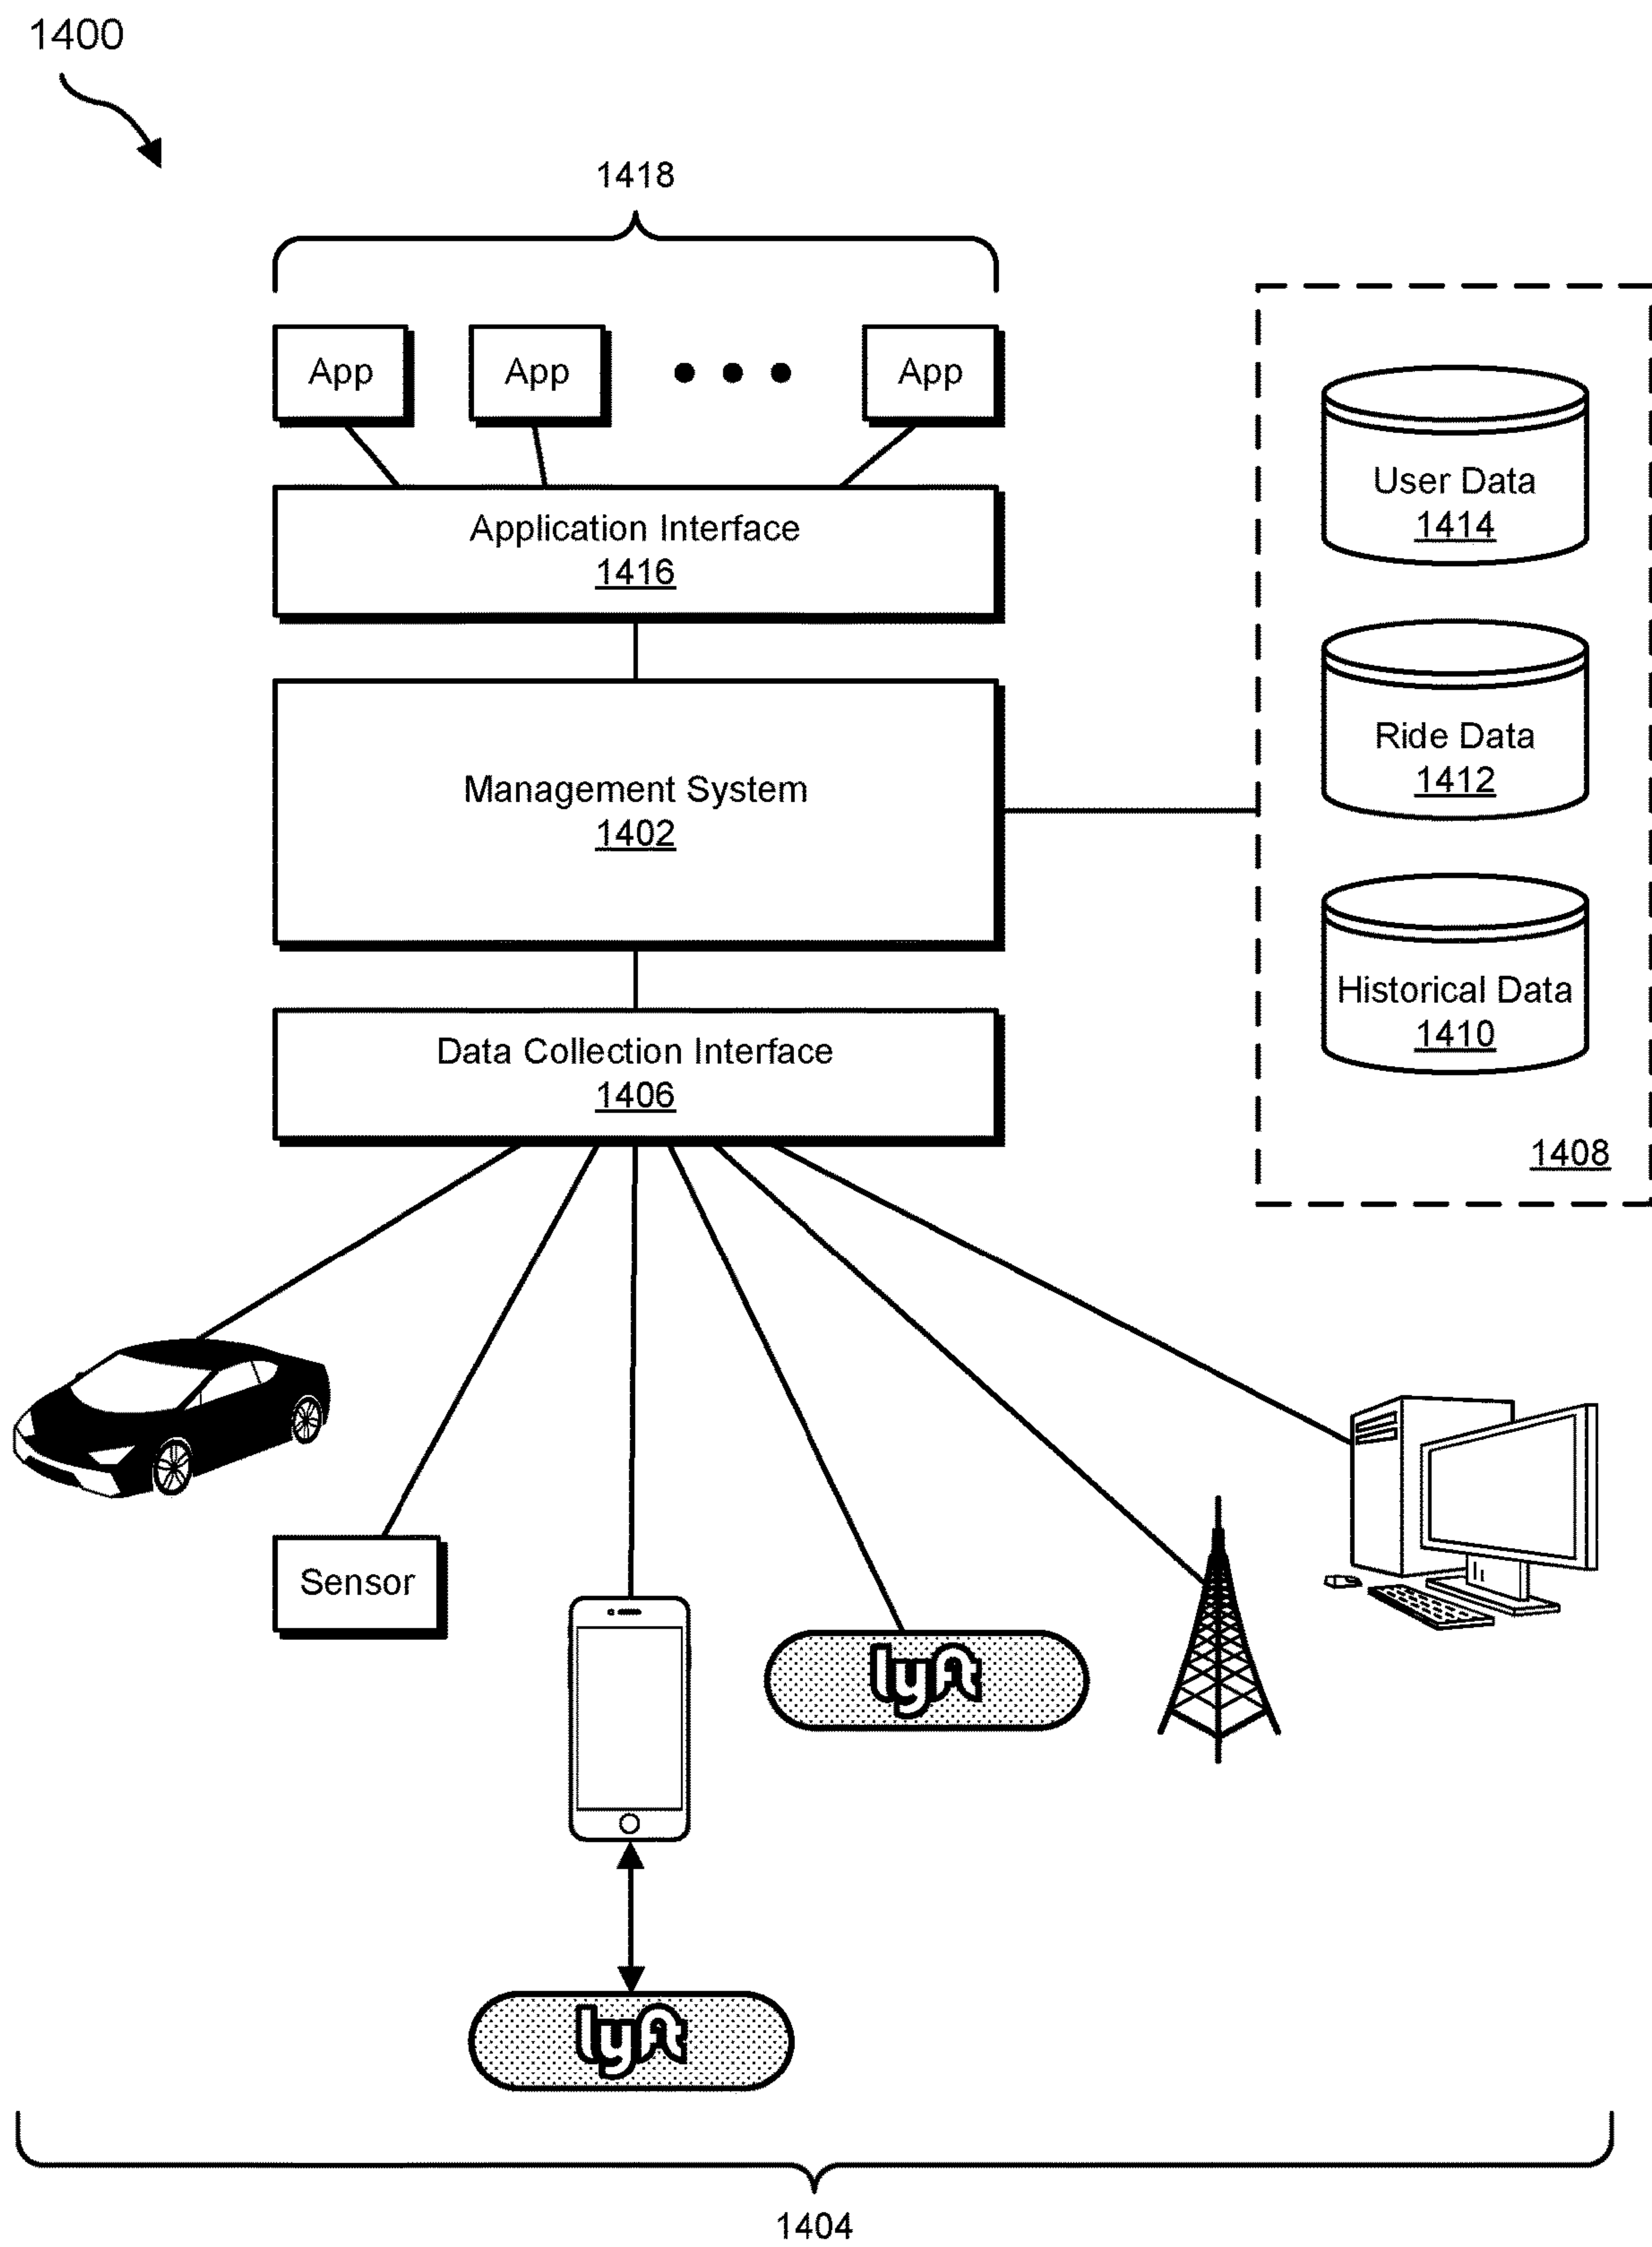 1400
1418
App
App
App
Application Interface
1416
User Data
1414
Ride Data
1412
Management System
1402
Historical Data
1410
Data Collection Interface
1406
1408
Sensor
lyft
lyft
1404